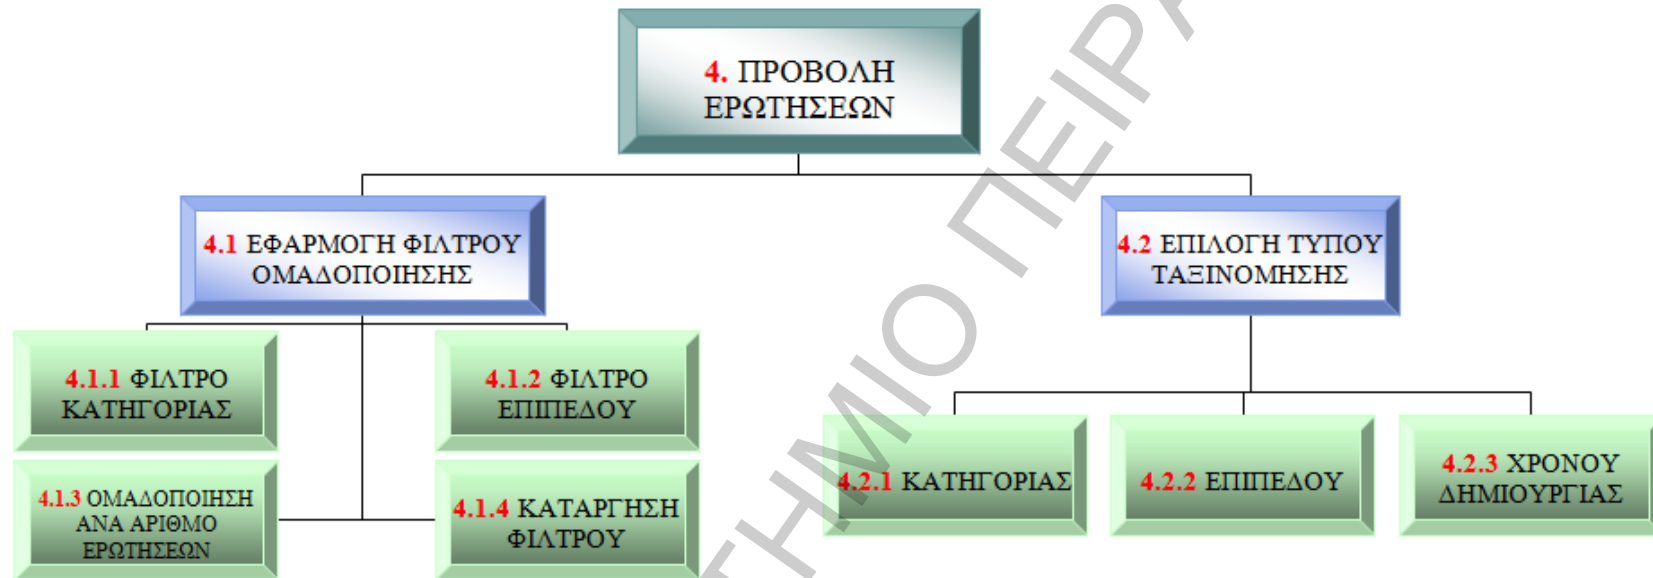 4. ΠΡΟΒΟΛΗ
ΕΡΩΤΗΣΕΩΝ
4.1 ΕΦΑΡΜΟΓΗ ΦΙΛΤΡΟΥ
ΟΜΑΔΟΠΟΙΗΣΗΣ
4.2 ΕΠΙΛΟΓΗ ΤΥΠΟΥ
ΤΑΞΙΝΟΜΗΣΗΣ
4.1.1 ΦΙΛΤΡΟ
ΚΑΤΗΓΟΡΙΑΣ
4.1.2 ΦΙΛΤΡΟ
ΕΠΙΠΕΔΟΥ
4.1.3 ΟΜΑΔΟΠΟΙΗΣΗ
ΑΝΑ ΑΡΙΘΜΟ
ΕΡΩΤΗΣΕΩΝ
4.1.4 ΚΑΤΑΡΓΗΣΗ
ΦΙΛΤΡΟΥ
4.2.1 ΚΑΤΗΓΟΡΙΑΣ
4.2.2 ΕΠΙΠΕΔΟΥ
4.2.3 ΧΡΟΝΟΥ
ΔΗΜΙΟΥΡΓΙΑΣ